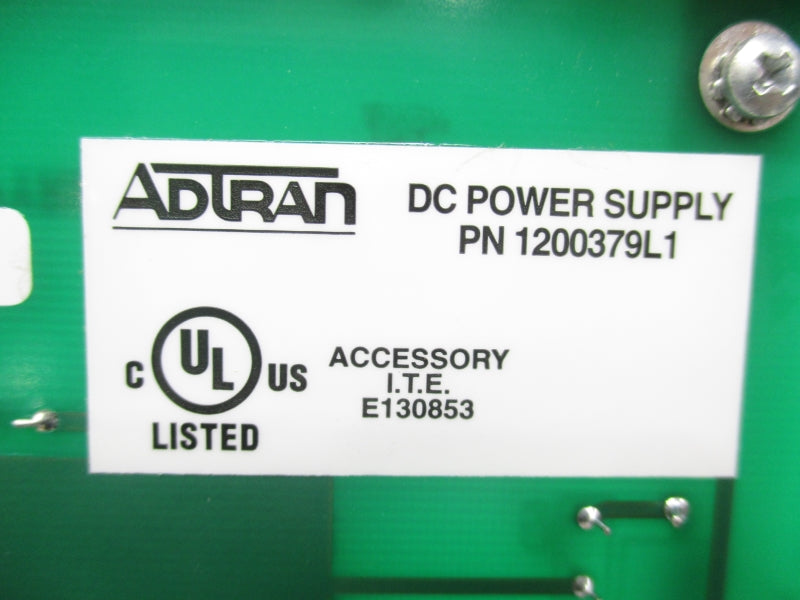 ADTRAN
DC POWER SUPPLY
PN 1200379L1
C UL US
LISTED
ACCESSORY
I.T.E.
E130853